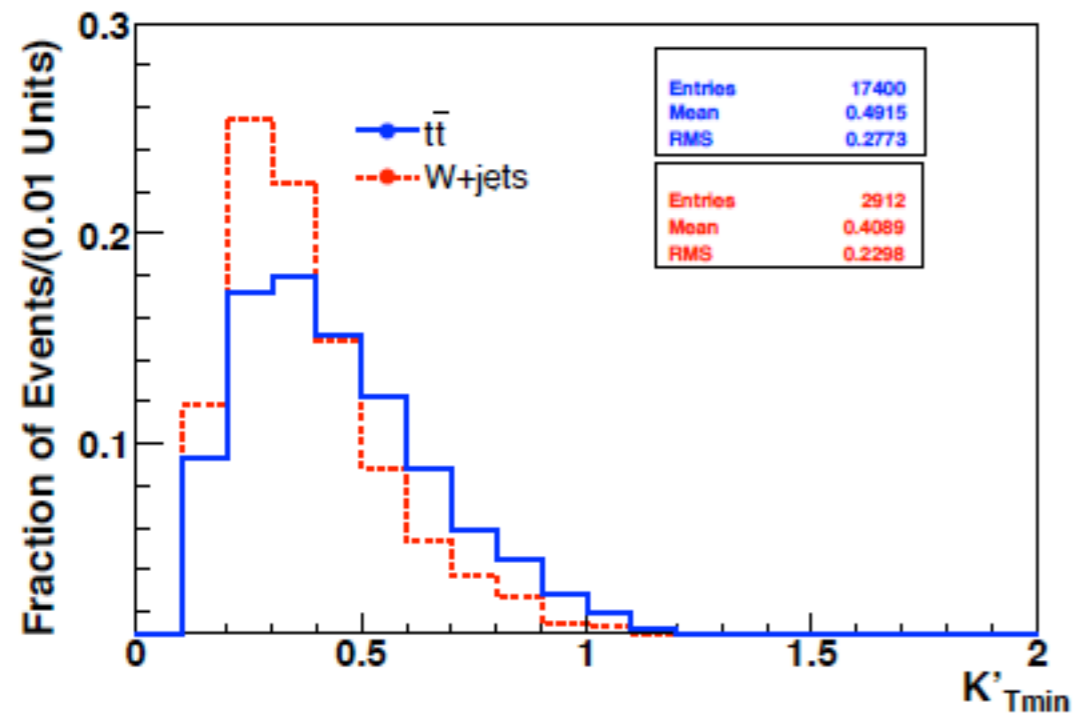 Fraction of Events/(0.01 Units)
0.3
0.2
0.1
tt̄
W+jets
Entries 17400
Mean 0.4915
RMS 0.2773
Entries 2912
Mean 0.4089
RMS 0.2298
0 0.5 1 1.5 2
K'Tmin